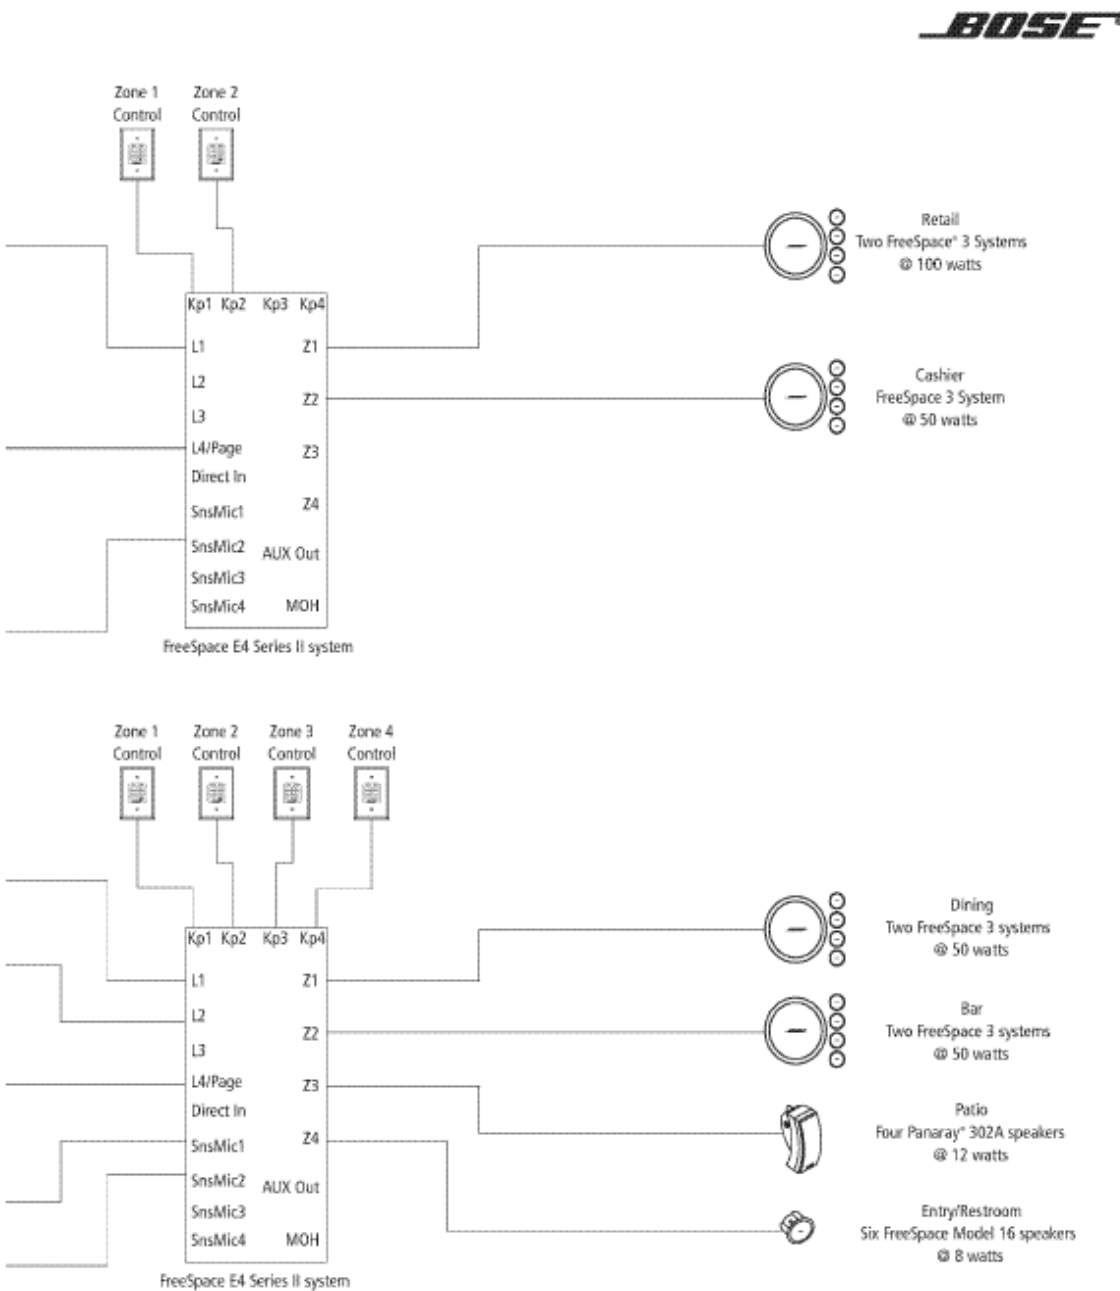 BOSE
Zone 1
Control
Zone 2
Control
Retail
Two FreeSpace® 3 Systems
@ 100 watts
Kp1 Kp2 Kp3 Kp4
L1
Z1
L2
Z2
L3
L4/Page
Z3
Direct In
Z4
SnsMic1
SnsMic2
AUX Out
SnsMic3
SnsMic4
MOH
Cashier
FreeSpace 3 System
@ 50 watts
FreeSpace E4 Series II system
Zone 1
Control
Zone 2
Control
Zone 3
Control
Zone 4
Control
Kp1 Kp2 Kp3 Kp4
L1
Z1
L2
Z2
L3
L4/Page
Z3
Direct In
Z4
SnsMic1
SnsMic2
AUX Out
SnsMic3
SnsMic4
MOH
Dining
Two FreeSpace 3 systems
@ 50 watts
Bar
Two FreeSpace 3 systems
@ 50 watts
Patio
Four Panaray® 302A speakers
@ 12 watts
Entry/Restroom
Six FreeSpace Model 16 speakers
@ 8 watts
FreeSpace E4 Series II system